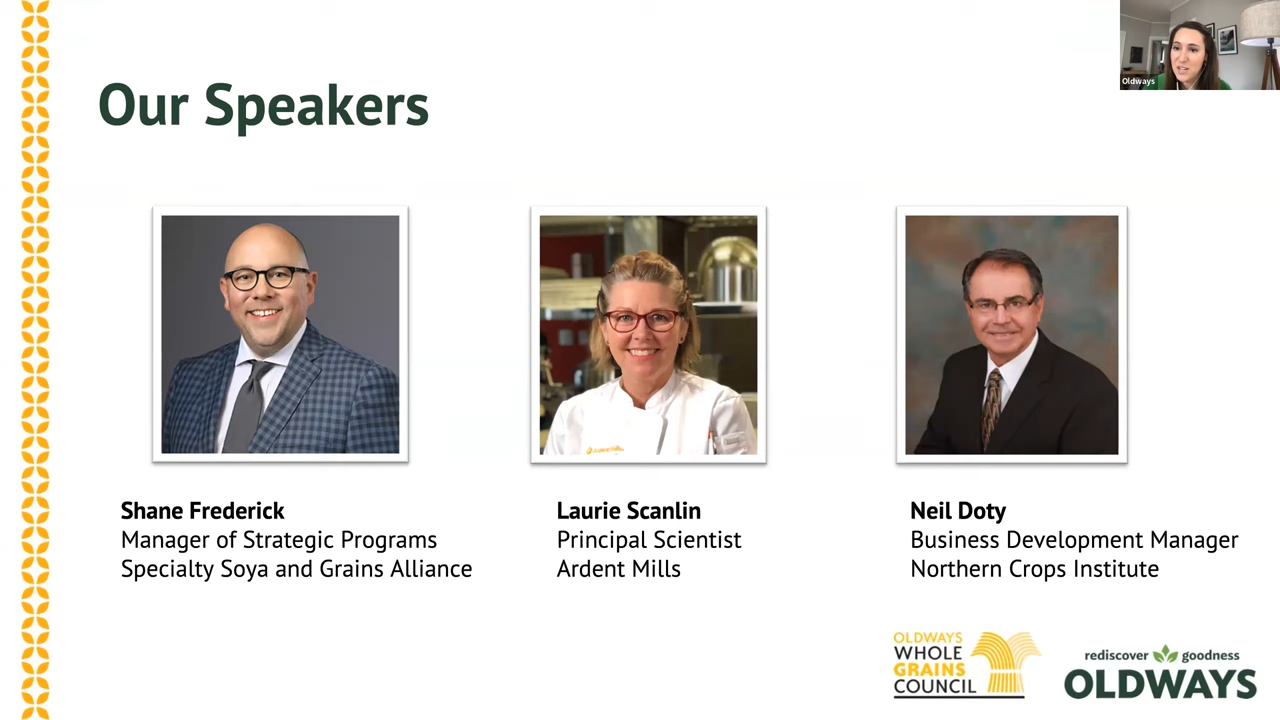 Oldways
Our Speakers
Shane Frederick
Manager of Strategic Programs
Specialty Soya and Grains Alliance
Laurie Scanlin
Principal Scientist
Ardent Mills
Neil Doty
Business Development Manager
Northern Crops Institute
OLDWAYS
WHOLE
GRAINS
COUNCIL
rediscover goodness
OLDWAYS